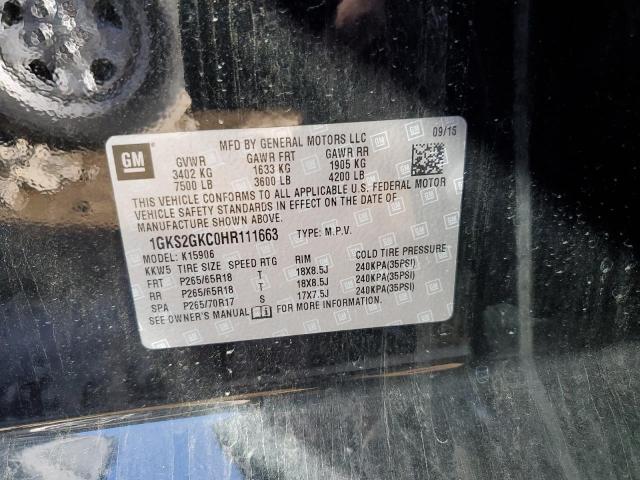 MFD BY GENERAL MOTORS LLC 09/15
GM
GVWR GAWR FRT GAWR RR
3402 KG 1633 KG 1905 KG
7500 LB 3600 LB 4200 LB
THIS VEHICLE CONFORMS TO ALL APPLICABLE U.S. FEDERAL MOTOR
VEHICLE SAFETY STANDARDS IN EFFECT ON THE DATE OF
MANUFACTURE SHOWN ABOVE.
1GKS2GKC0HR111663 TYPE: M.P.V.
MODEL: K15906
KKW5 TIRE SIZE SPEED RTG RIM COLD TIRE PRESSURE
FRT P265/65R18 T 18X8.5J 240KPA(35PSI)
RR P265/65R18 T 18X8.5J 240KPA(35PSI)
SPA P265/70R17 S 17X7.5J 240KPA(35PSI)
SEE OWNER'S MANUAL FOR MORE INFORMATION.